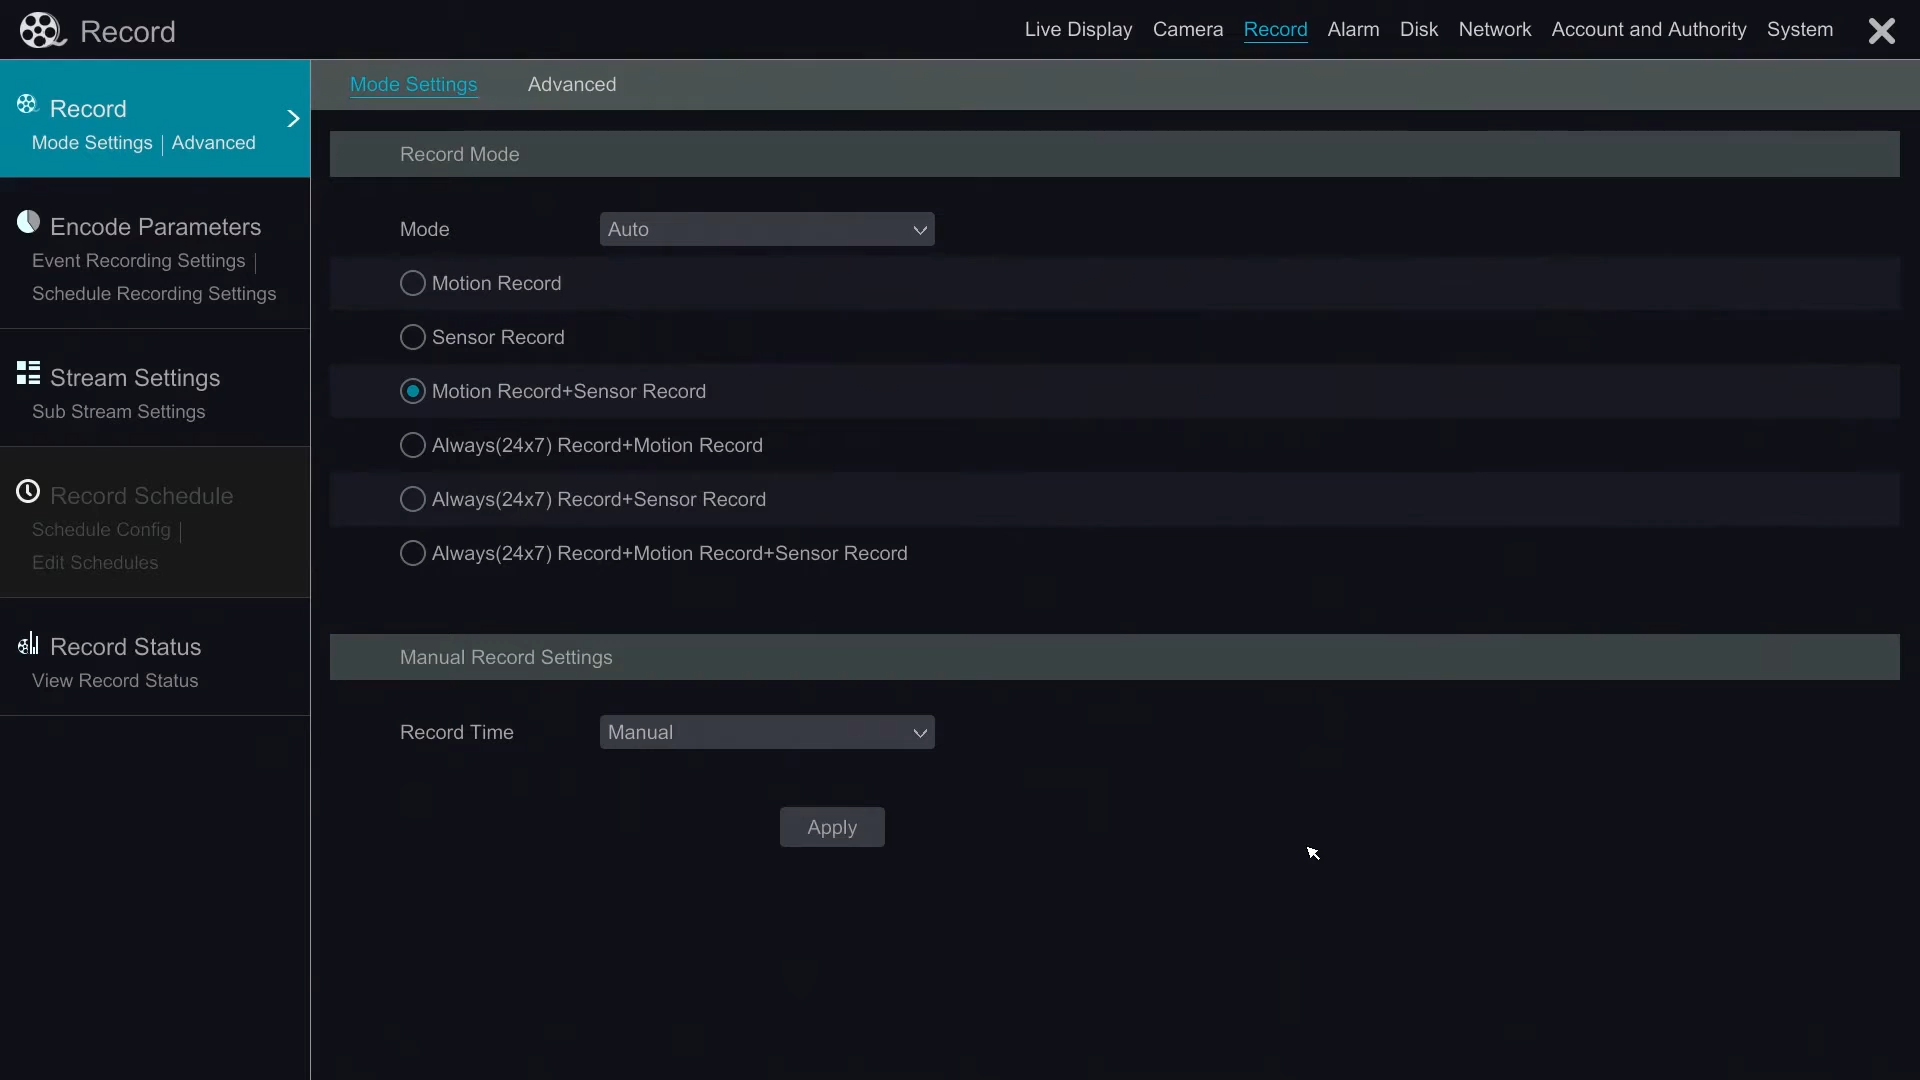 Record
Live Display Camera Record Alarm Disk Network Account and Authority System
Record
Mode Settings | Advanced
Encode Parameters
Event Recording Settings |
Schedule Recording Settings
Stream Settings
Sub Stream Settings
Record Schedule
Schedule Config |
Edit Schedules
Record Status
View Record Status
Mode Settings Advanced
Record Mode
Mode Auto
Motion Record
Sensor Record
Motion Record+Sensor Record
Always(24x7) Record+Motion Record
Always(24x7) Record+Sensor Record
Always(24x7) Record+Motion Record+Sensor Record
Manual Record Settings
Record Time Manual
Apply